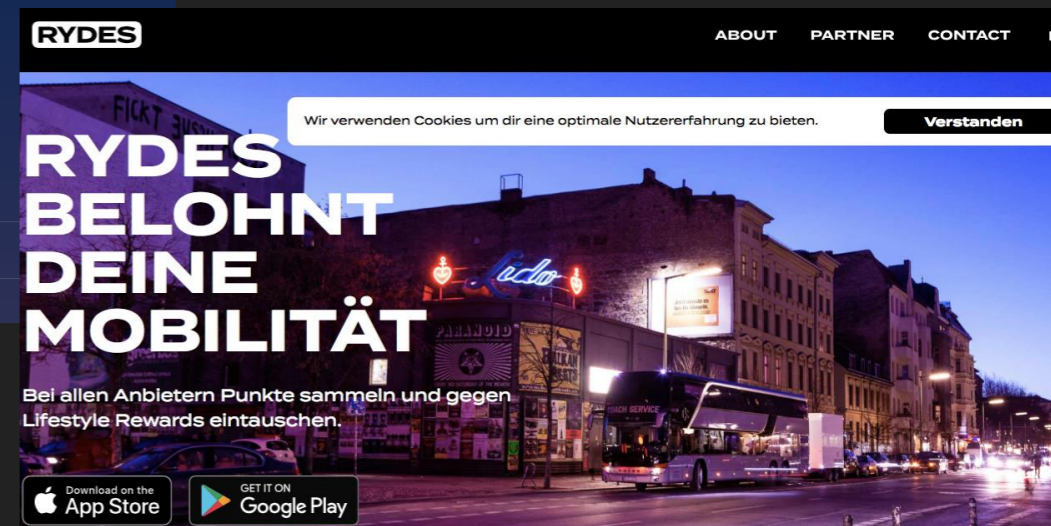 RYDES
ABOUT PARTNER CONTACT
Wir verwenden Cookies um dir eine optimale Nutzererfahrung zu bieten.
Verstanden
FICKT
RYDES
BELOHNT
DEINE
MOBILITÄT
Lido
PARANOID
COACH SERVICE
Bei allen Anbietern Punkte sammeln und gegen
Lifestyle Rewards eintauschen.
Download on the
App Store
GET IT ON
Google Play